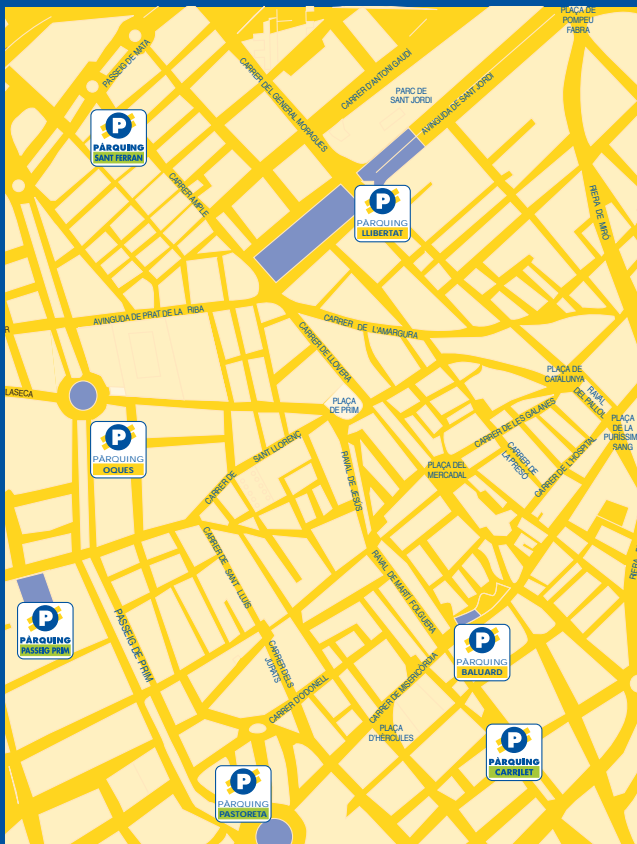 PLAÇA DE
POMPEU
FABRA
PASSEIG DE MATA
CARRER DEL GENERAL MORAGUES
CARRER D'ANTONI GAUDÍ
PARC DE
SANT JORDI
AVINGUDA DE SANT JORDI
P
PÀRQUING
SANT FERRAN
CARRER AMPLE
P
PÀRQUING
LLIBERTAT
RIERA DE MIRÓ
AVINGUDA DE PRAT DE LA RIBA
R
CARRER DE L'AMARGURA
CARRER DE LLOVERA
LASECA
PLAÇA
DE PRIM
PLAÇA DE
CATALUNYA
RAVAL
DEL PALLOL
PLAÇA
DE LA
PURÍSSIM
SANG
CARRER DE LES GALANES
CARRER DE
LA PRESO
CARRER DE L'HOSPITAL
P
PÀRQUING
OQUES
CARRER DE
SANT LLORENÇ
RAVAL DE JESÚS
PLAÇA DEL
MERCADAL
CARRER DE SANT LLUIS
RAVAL DE MARTÍ FOLGUERA
RIERA
P
PÀRQUING
PASSEIG PRIM
PASSEIG DE PRIM
CARRER DELS
JURATS
CARRER D'ODONELL
CARRER DE MISERICÒRDIA
P
PÀRQUING
BALUARD
PLAÇA
D'HÈRCULES
P
PÀRQUING
CARRILET
P
PÀRQUING
PASTORETA